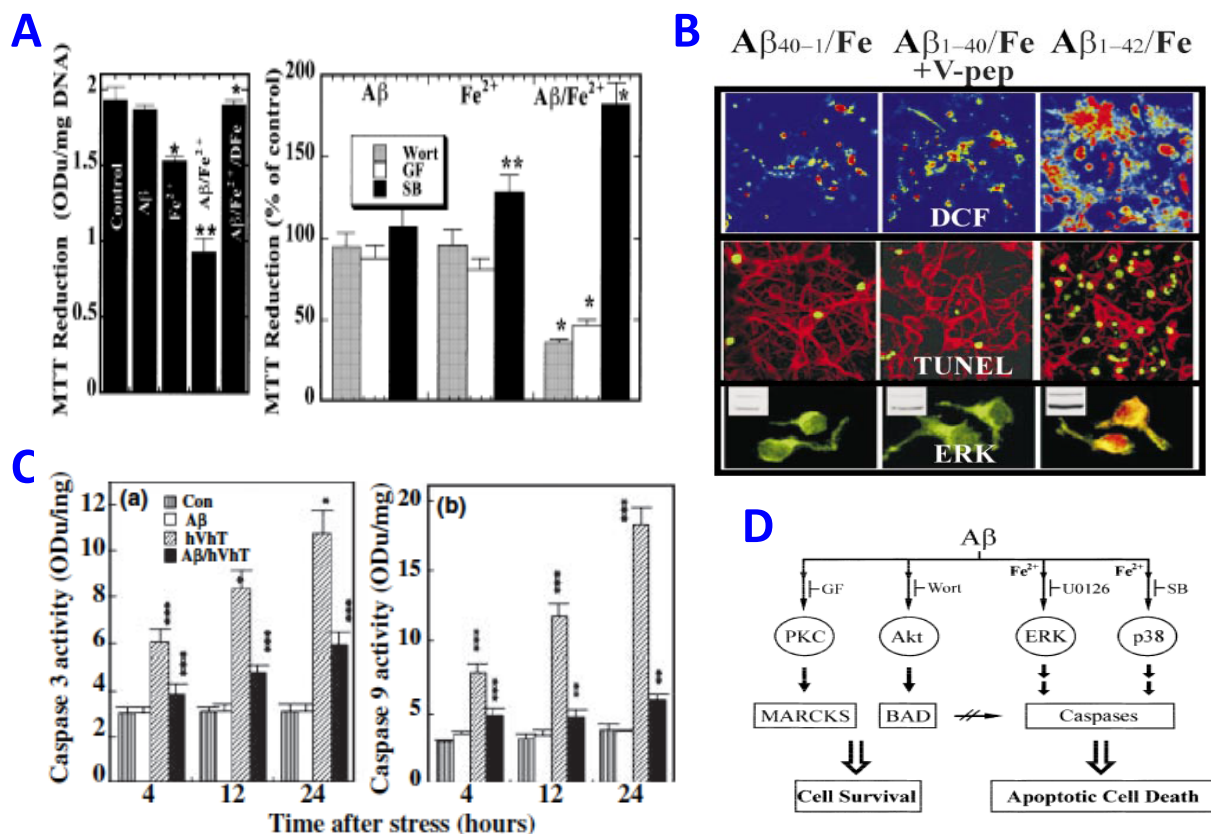 A
MTT Reduction (ODu/mg DNA)
2
1.5
1
0.5
0
Control
Aβ
Fe²⁺
*
Aβ/Fe²⁺
**
Aβ/Fe²⁺/DFe
*
MTT Reduction (% of control)
200
150
100
50
0
Aβ
Fe²⁺
Aβ/Fe²⁺
Wort
GF
SB
**
*
*
*
B
Aβ40–1/Fe
Aβ1–40/Fe
+V-pep
Aβ1–42/Fe
DCF
TUNEL
ERK
C
Caspase 3 activity (ODu/mg)
(a)
12
10
8
6
4
2
0
Con
Aβ
hVhT
Aβ/hVhT
***
***
*
***
*
***
4
12
24
Caspase 9 activity (ODu/mg)
(b)
20
15
10
5
0
***
***
***
**
***
**
4
12
24
Time after stress (hours)
D
Aβ
Fe²⁺
Fe²⁺
GF
Wort
U0126
SB
PKC
Akt
ERK
p38
MARCKS
BAD
Caspases
Cell Survival
Apoptotic Cell Death